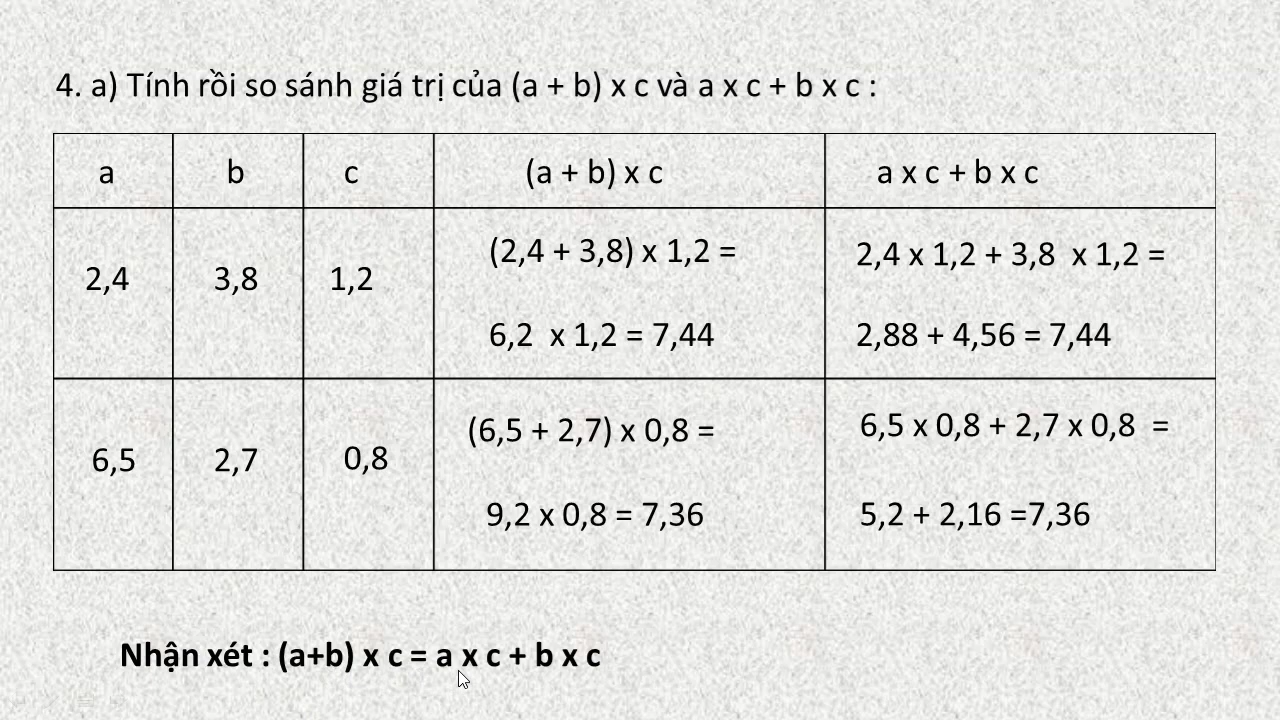 4. a) Tính rồi so sánh giá trị của (a + b) x c và a x c + b x c :
a b c (a + b) x c a x c + b x c
(2,4 + 3,8) x 1,2 = 2,4 x 1,2 + 3,8 x 1,2 =
2,4 3,8 1,2
6,2 x 1,2 = 7,44 2,88 + 4,56 = 7,44
(6,5 + 2,7) x 0,8 = 6,5 x 0,8 + 2,7 x 0,8 =
6,5 2,7 0,8
9,2 x 0,8 = 7,36 5,2 + 2,16 =7,36
Nhận xét : (a+b) x c = a x c + b x c